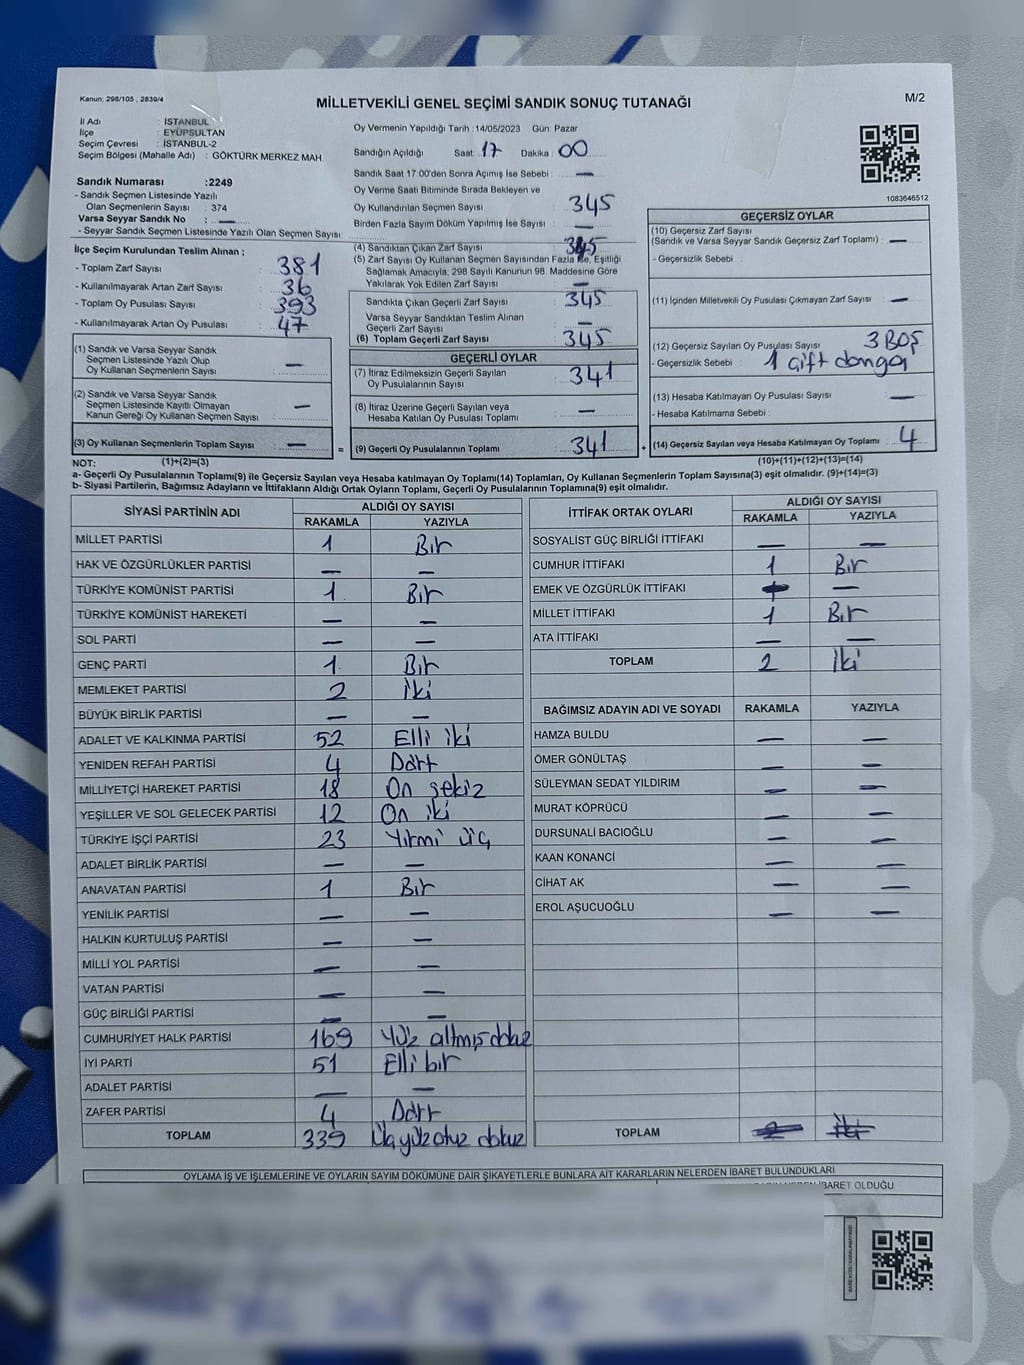 Kanun: 298/105 , 2839/4
MİLLETVEKİLİ GENEL SEÇİMİ SANDIK SONUÇ TUTANAĞI
M/2
İl Adı : İSTANBUL
İlçe : EYÜPSULTAN
Seçim Çevresi : İSTANBUL-2
Seçim Bölgesi (Mahalle Adı) : GÖKTÜRK MERKEZ MAH.
Sandık Numarası :2249
- Sandık Seçmen Listesinde Yazılı
Olan Seçmenlerin Sayısı : 374
Varsa Seyyar Sandık No : —
- Seyyar Sandık Seçmen Listesinde Yazılı Olan Seçmen Sayısı:
İlçe Seçim Kurulundan Teslim Alınan ;
- Toplam Zarf Sayısı : 381
- Kullanılmayarak Artan Zarf Sayısı : 36
- Toplam Oy Pusulası Sayısı : 393
- Kullanılmayarak Artan Oy Pusulası : 47
(1) Sandık ve Varsa Seyyar Sandık
Seçmen Listesinde Yazılı Olup
Oy Kullanan Seçmenlerin Sayısı : —
(2) Sandık ve Varsa Seyyar Sandık
Seçmen Listesinde Kayıtlı Olmayan
Kanun Gereği Oy Kullanan Seçmen Sayısı : —
(3) Oy Kullanan Seçmenlerin Toplam Sayısı : —
Oy Vermenin Yapıldığı Tarih :14/05/2023 Gün: Pazar
Sandığın Açıldığı Saat: 17 Dakika: 00
Sandık Saat 17:00'den Sonra Açımış İse Sebebi : —
Oy Verme Saati Bitiminde Sırada Bekleyen ve
Oy Kullandırılan Seçmen Sayısı : 345
Birden Fazla Sayım Döküm Yapılmış İse Sayısı : —
(4) Sandıktan Çıkan Zarf Sayısı : 345
(5) Zarf Sayısı Oy Kullanan Seçmen Sayısından Fazla İse, Eşitliği
Sağlamak Amacıyla, 298 Sayılı Kanunun 98. Maddesine Göre
Yakılarak Yok Edilen Zarf Sayısı : —
Sandıkta Çıkan Geçerli Zarf Sayısı : 345
Varsa Seyyar Sandıktan Teslim Alınan
Geçerli Zarf Sayısı : —
(6) Toplam Geçerli Zarf Sayısı : 345
GEÇERLİ OYLAR
(7) İtiraz Edilmeksizin Geçerli Sayılan
Oy Pusulalarının Sayısı : 341
(8) İtiraz Üzerine Geçerli Sayılan veya
Hesaba Katılan Oy Pusulası Toplamı : —
= (9) Geçerli Oy Pusulalarının Toplamı : 341
1083646512
GEÇERSİZ OYLAR
(10) Geçersiz Zarf Sayısı
(Sandık ve Varsa Seyyar Sandık Geçersiz Zarf Toplamı) : —
- Geçersizlik Sebebi :
(11) İçinden Milletvekili Oy Pusulası Çıkmayan Zarf Sayısı : —
(12) Geçersiz Sayılan Oy Pusulası Sayısı : 3 BOŞ
- Geçersizlik Sebebi : 1 çift damga
(13) Hesaba Katılmayan Oy Pusulası Sayısı : —
- Hesaba Katılmama Sebebi :
+ (14) Geçersiz Sayılan veya Hesaba Katılmayan Oy Toplamı : 4
NOT: (1)+(2)=(3) (10)+(11)+(12)+(13)=(14)
a- Geçerli Oy Pusulalarının Toplamı(9) ile Geçersiz Sayılan veya Hesaba katılmayan Oy Toplamı(14) Toplamları, Oy Kullanan Seçmenlerin Toplam Sayısına(3) eşit olmalıdır. (9)+(14)=(3)
b- Siyasi Partilerin, Bağımsız Adayların ve İttifakların Aldığı Ortak Oyların Toplamı, Geçerli Oy Pusulalarının Toplamına(9) eşit olmalıdır.
SİYASİ PARTİNİN ADI ALDIĞI OY SAYISI
RAKAMLA YAZIYLA
MİLLET PARTİSİ 1 Bir
HAK VE ÖZGÜRLÜKLER PARTİSİ — —
TÜRKİYE KOMÜNİST PARTİSİ 1 Bir
TÜRKİYE KOMÜNİST HAREKETİ — —
SOL PARTİ — —
GENÇ PARTİ 1 Bir
MEMLEKET PARTİSİ 2 iki
BÜYÜK BİRLİK PARTİSİ — —
ADALET VE KALKINMA PARTİSİ 52 Elli iki
YENİDEN REFAH PARTİSİ 4 Dört
MİLLİYETÇİ HAREKET PARTİSİ 18 On sekiz
YEŞİLLER VE SOL GELECEK PARTİSİ 12 On iki
TÜRKİYE İŞÇİ PARTİSİ 23 Yirmi üç
ADALET BİRLİK PARTİSİ — —
ANAVATAN PARTİSİ 1 Bir
YENİLİK PARTİSİ — —
HALKIN KURTULUŞ PARTİSİ — —
MİLLİ YOL PARTİSİ — —
VATAN PARTİSİ — —
GÜÇ BİRLİĞİ PARTİSİ — —
CUMHURİYET HALK PARTİSİ 169 Yüz altmış dokuz
İYİ PARTİ 51 Elli bir
ADALET PARTİSİ — —
ZAFER PARTİSİ 4 Dört
TOPLAM 339 Üç yüz otuz dokuz
İTTİFAK ORTAK OYLARI ALDIĞI OY SAYISI
RAKAMLA YAZIYLA
SOSYALİST GÜÇ BİRLİĞİ İTTİFAKI — —
CUMHUR İTTİFAKI 1 Bir
EMEK VE ÖZGÜRLÜK İTTİFAKI — —
MİLLET İTTİFAKI 1 Bir
ATA İTTİFAKI — —
TOPLAM 2 iki
BAĞIMSIZ ADAYIN ADI VE SOYADI RAKAMLA YAZIYLA
HAMZA BULDU — —
ÖMER GÖNÜLTAŞ — —
SÜLEYMAN SEDAT YILDIRIM — —
MURAT KÖPRÜCÜ — —
DURSUNALİ BACIOĞLU — —
KAAN KONANCİ — —
CİHAT AK — —
EROL AŞUCUOĞLU — —
TOPLAM 2 iki
OYLAMA İŞ VE İŞLEMLERİNE VE OYLARIN SAYIM DÖKÜMÜNE DAİR ŞİKAYETLERLE BUNLARA AİT KARARLARIN NELERDEN İBARET BULUNDUKLARI
İBARET OLDUĞU